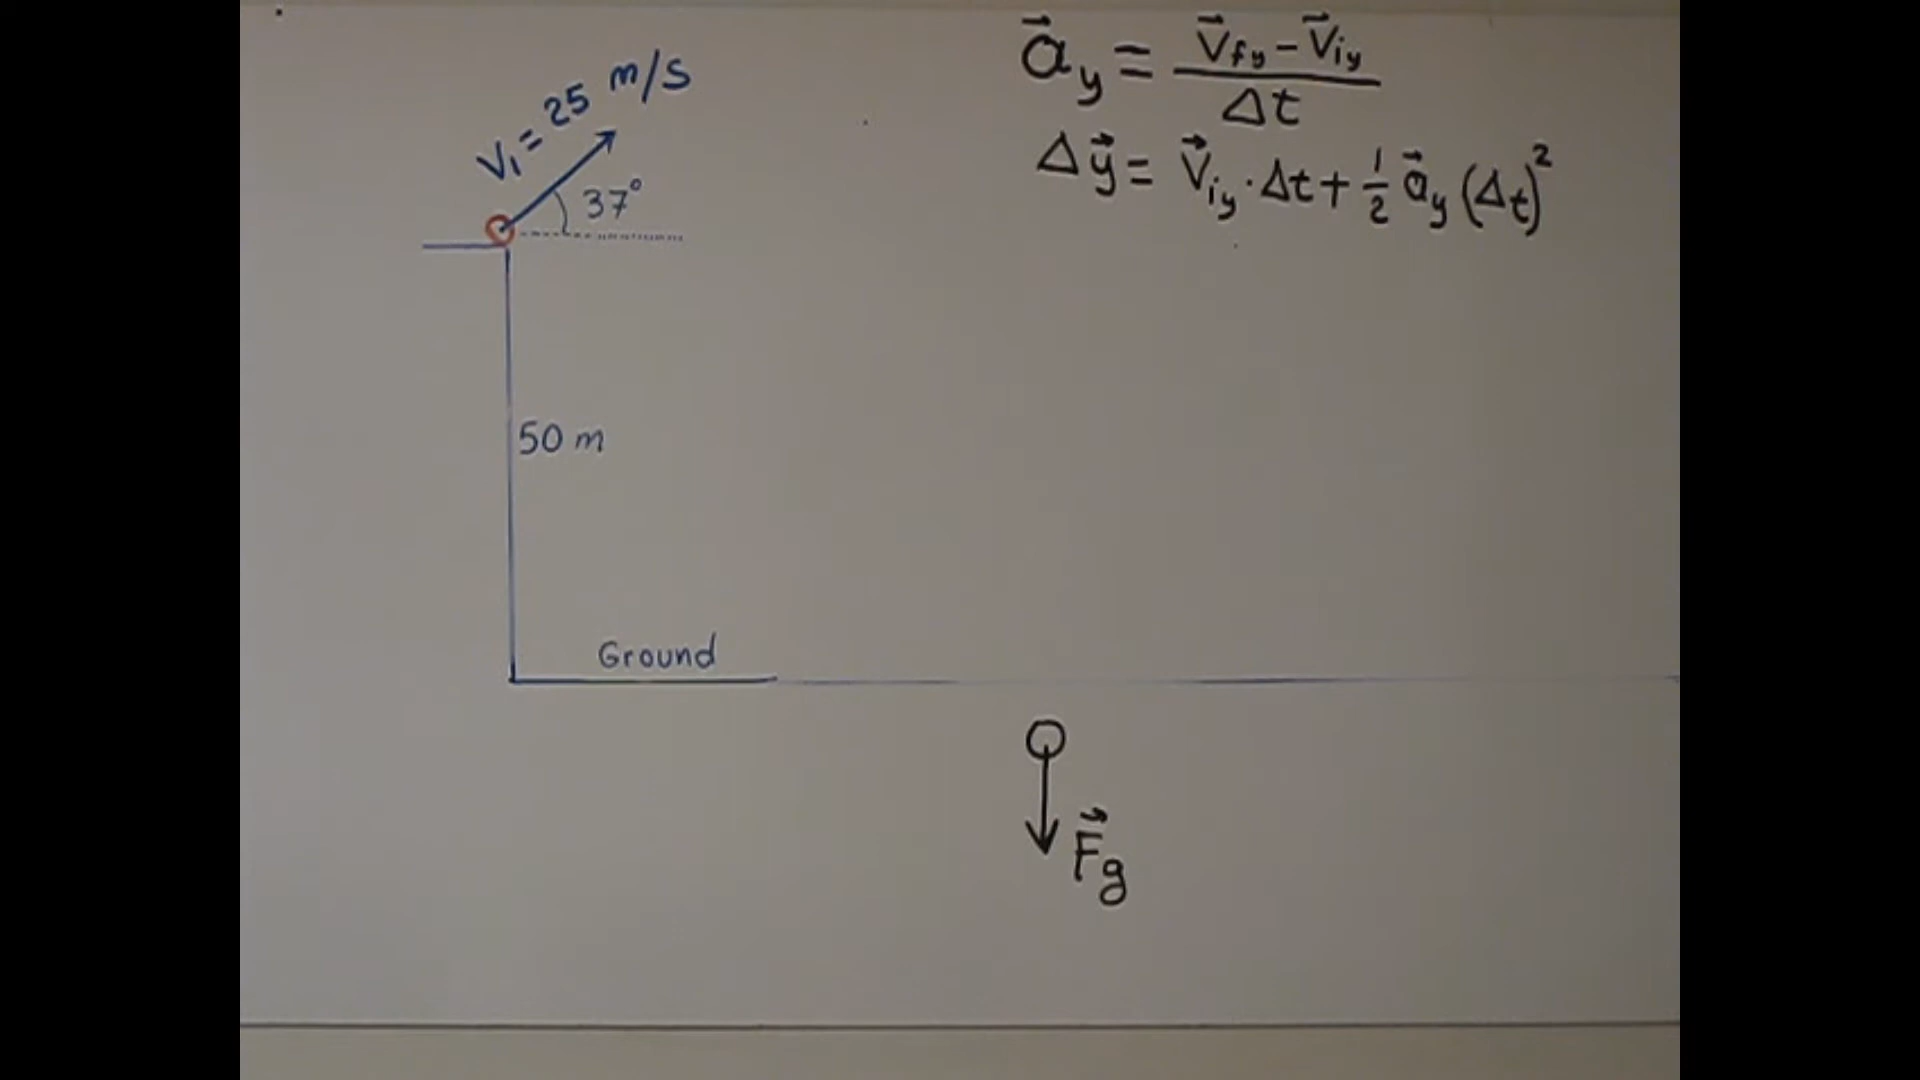 V₁ = 25 m/s
37°
50 m
Ground
a⃗y = (V⃗fy − V⃗iy) / Δt
Δy⃗ = V⃗iy · Δt + ½ a⃗y (Δt)²
F⃗g